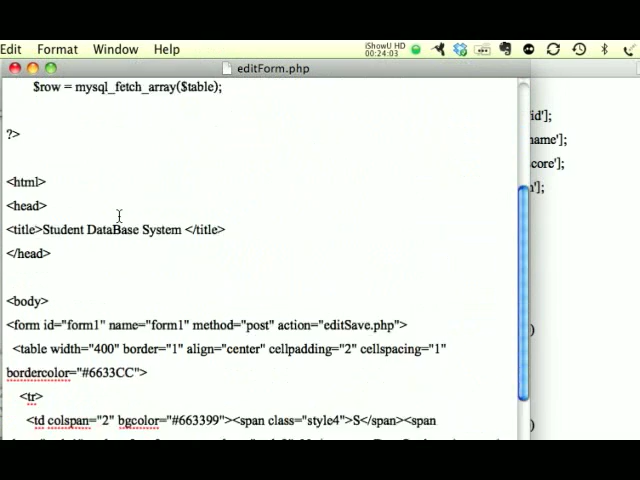 Edit Format Window Help iShowU HD
00:24:03
editForm.php
$row = mysql_fetch_array($table);
id'];
name'];
?>
core'];
<html>
'];
<head>
<title>Student DataBase System </title>
</head>
<body>
<form id="form1" name="form1" method="post" action="editSave.php">
)
<table width="400" border="1" align="center" cellpadding="2" cellspacing="1"
bordercolor="#6633CC">
<tr>
<td colspan="2" bgcolor="#663399"><span class="style4">S</span><span
)